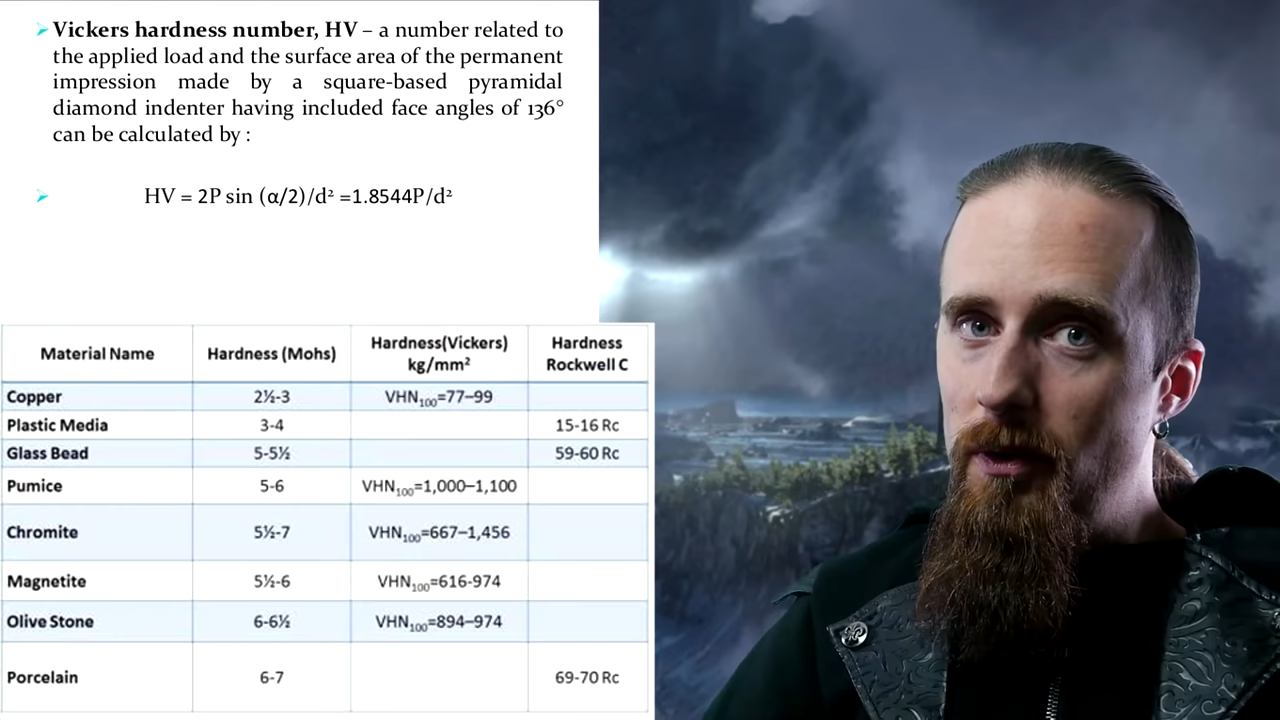 Vickers hardness number, HV – a number related to
the applied load and the surface area of the permanent
impression made by a square-based pyramidal
diamond indenter having included face angles of 136°
can be calculated by :
HV = 2P sin (α/2)/d² =1.8544P/d²
Material Name Hardness (Mohs) Hardness(Vickers) kg/mm² Hardness Rockwell C
Copper 2½-3 VHN₁₀₀=77–99
Plastic Media 3-4 15-16 Rc
Glass Bead 5-5½ 59-60 Rc
Pumice 5-6 VHN₁₀₀=1,000–1,100
Chromite 5½-7 VHN₁₀₀=667–1,456
Magnetite 5½-6 VHN₁₀₀=616-974
Olive Stone 6-6½ VHN₁₀₀=894–974
Porcelain 6-7 69-70 Rc